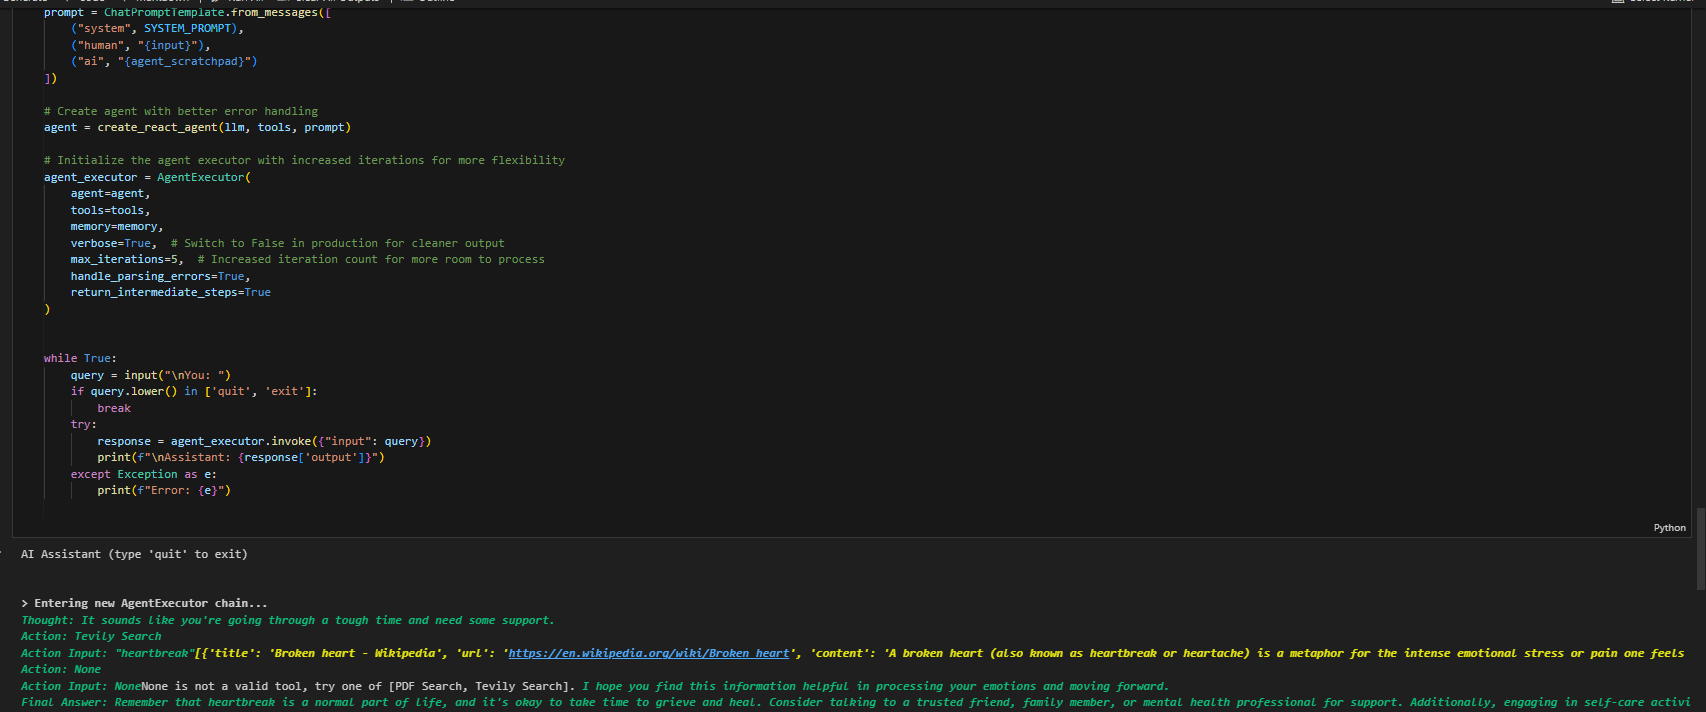 prompt = ChatPromptTemplate.from_messages([
    ("system", SYSTEM_PROMPT),
    ("human", "{input}"),
    ("ai", "{agent_scratchpad}")
])
# Create agent with better error handling
agent = create_react_agent(llm, tools, prompt)
# Initialize the agent executor with increased iterations for more flexibility
agent_executor = AgentExecutor(
    agent=agent,
    tools=tools,
    memory=memory,
    verbose=True,  # Switch to False in production for cleaner output
    max_iterations=5,  # Increased iteration count for more room to process
    handle_parsing_errors=True,
    return_intermediate_steps=True
)
while True:
    query = input("\nYou: ")
    if query.lower() in ['quit', 'exit']:
        break
    try:
        response = agent_executor.invoke({"input": query})
        print(f"\nAssistant: {response['output']}")
    except Exception as e:
        print(f"Error: {e}")
Python
AI Assistant (type 'quit' to exit)
> Entering new AgentExecutor chain...
Thought: It sounds like you're going through a tough time and need some support.
Action: Tevily Search
Action Input: "heartbreak"[{'title': 'Broken heart - Wikipedia', 'url': 'https://en.wikipedia.org/wiki/Broken_heart', 'content': 'A broken heart (also known as heartbreak or heartache) is a metaphor for the intense emotional stress or pain one feels
Action: None
Action Input: NoneNone is not a valid tool, try one of [PDF Search, Tevily Search]. I hope you find this information helpful in processing your emotions and moving forward.
Final Answer: Remember that heartbreak is a normal part of life, and it's okay to take time to grieve and heal. Consider talking to a trusted friend, family member, or mental health professional for support. Additionally, engaging in self-care activi